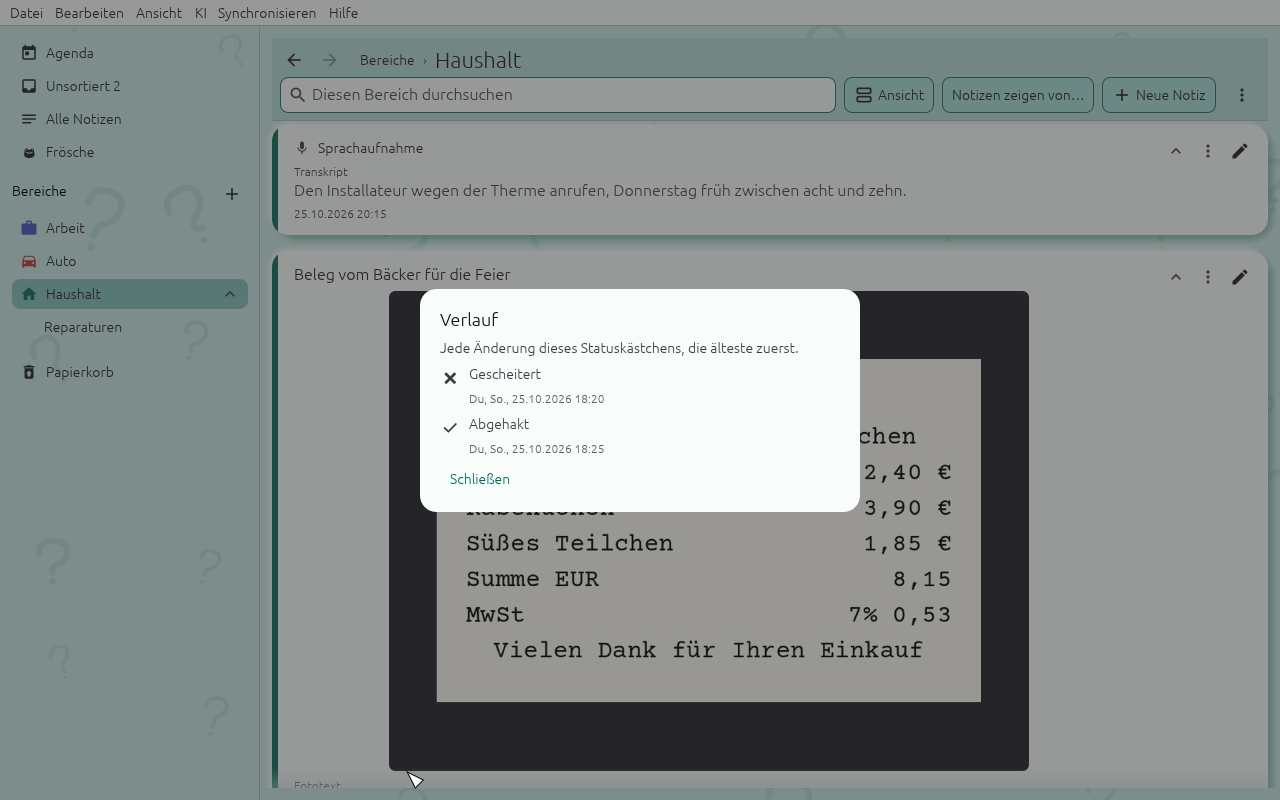 Datei Bearbeiten Ansicht KI Synchronisieren Hilfe
Agenda
Unsortiert 2
Alle Notizen
Frösche
Bereiche
Arbeit
Auto
Haushalt
Reparaturen
Papierkorb
Bereiche › Haushalt
Diesen Bereich durchsuchen
Ansicht
Notizen zeigen von…
Neue Notiz
Sprachaufnahme
Transkript
Den Installateur wegen der Therme anrufen, Donnerstag früh zwischen acht und zehn.
25.10.2026 20:15
Beleg vom Bäcker für die Feier
Verlauf
Jede Änderung dieses Statuskästchens, die älteste zuerst.
Gescheitert
Du, So., 25.10.2026 18:20
Abgehakt
Du, So., 25.10.2026 18:25
Schließen
2,40 €
3,90 €
Süßes Teilchen 1,85 €
Summe EUR 8,15
MwSt 7% 0,53
Vielen Dank für Ihren Einkauf
Fototext